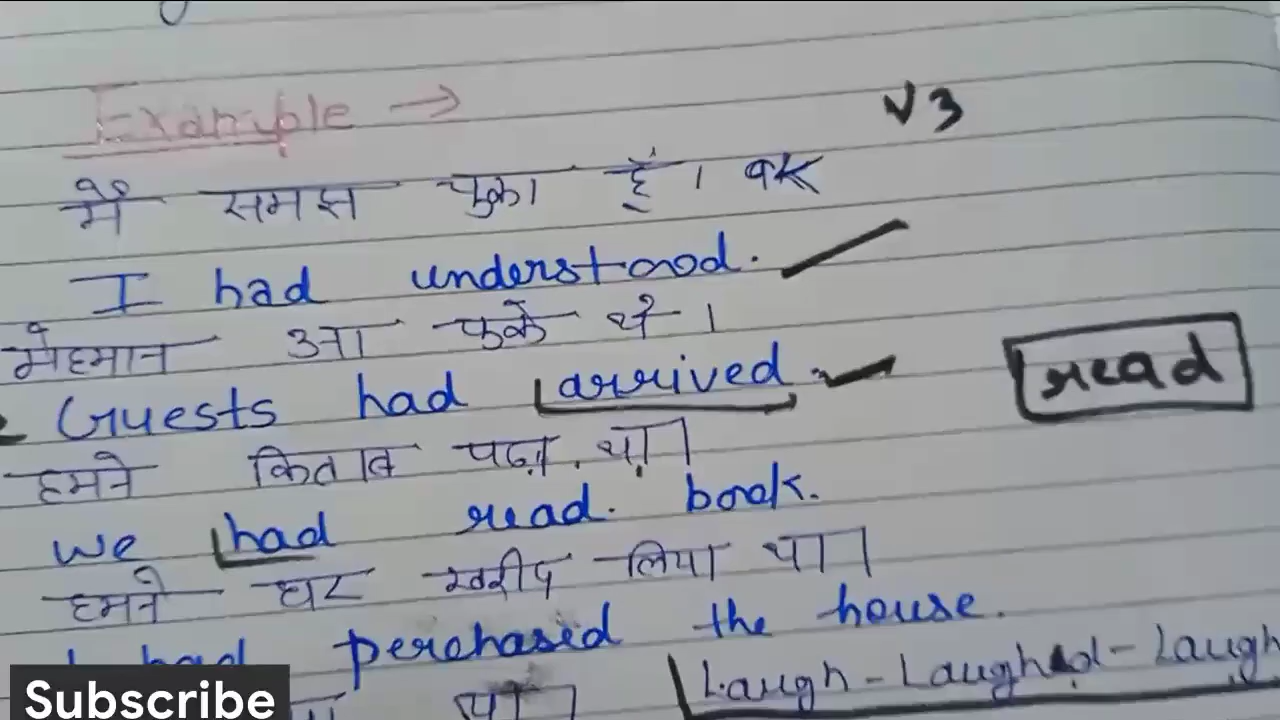 Example →
V3
मैं समझ चुका हूं।
I had understood.
मेहमान आ चुके थे।
Guests had arrived
read
हमने किताब पढ़ा था।
we had read. book.
हमने घर खरीद लिया था।
I had perchased the house.
था।
Laugh - Laughed - Laugh
Subscribe